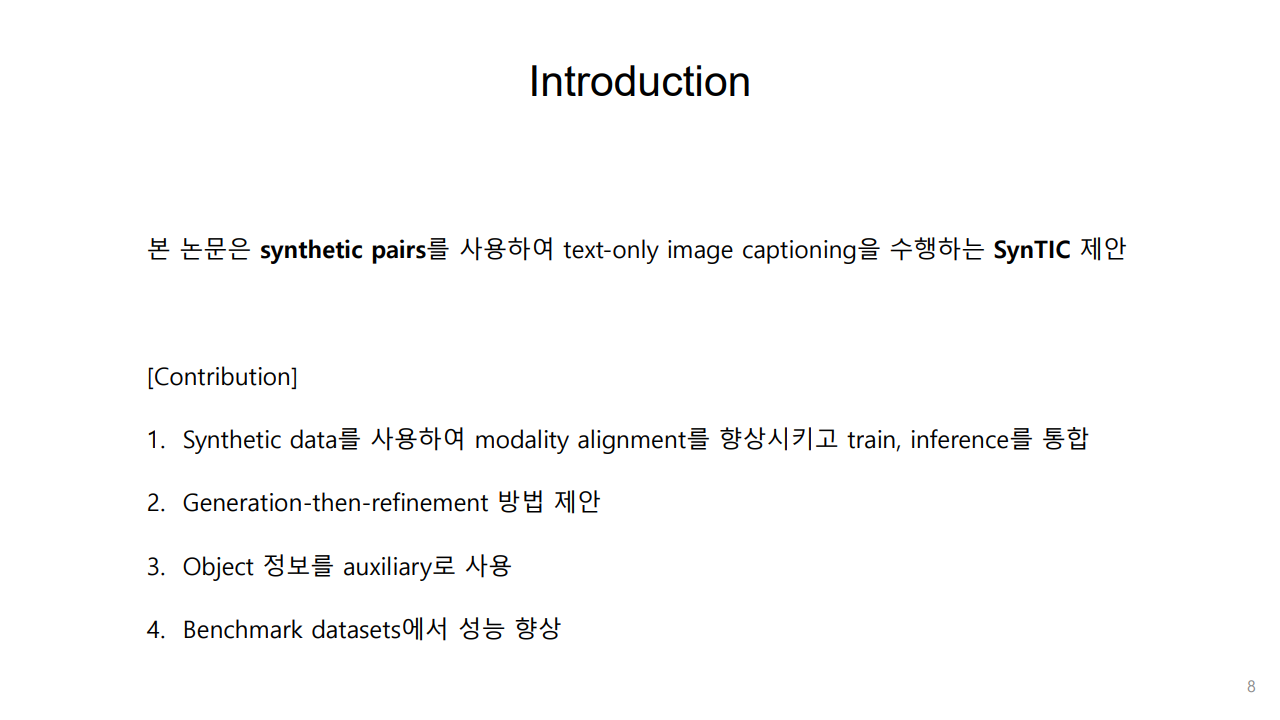 Introduction
본 논문은 synthetic pairs를 사용하여 text-only image captioning을 수행하는 SynTIC 제안
[Contribution]
1. Synthetic data를 사용하여 modality alignment를 향상시키고 train, inference를 통합
2. Generation-then-refinement 방법 제안
3. Object 정보를 auxiliary로 사용
4. Benchmark datasets에서 성능 향상
8